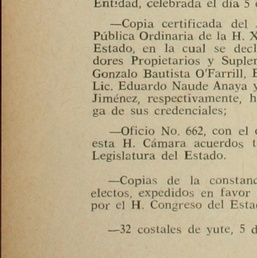 Entidad, celebrada el día 5
—Copia certificada del
Pública Ordinaria de la H. X
Estado, en la cual se decl
dores Propietarios y Suplen
Gonzalo Bautista O'Farrill, E
Lic. Eduardo Naude Anaya y
Jiménez, respectivamente, h
ga de sus credenciales;
—Oficio No. 662, con el
esta H. Cámara acuerdos t
Legislatura del Estado.
—Copias de la constanc
electos, expedidos en favor
por el H. Congreso del Esta
—32 costales de yute, 5 d